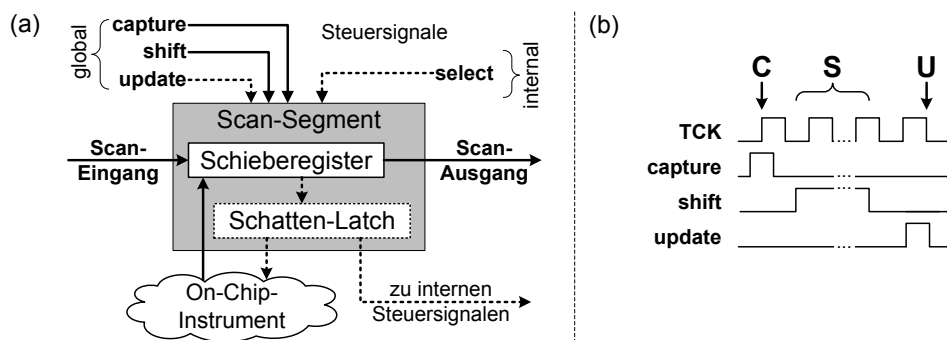 (a)
global
capture
shift
update
Steuersignale
select
internal
Scan-Segment
Scan-
Eingang
Schieberegister
Scan-
Ausgang
Schatten-Latch
On-Chip-
Instrument
zu internen
Steuersignalen
(b)
C S U
TCK
capture
shift
update